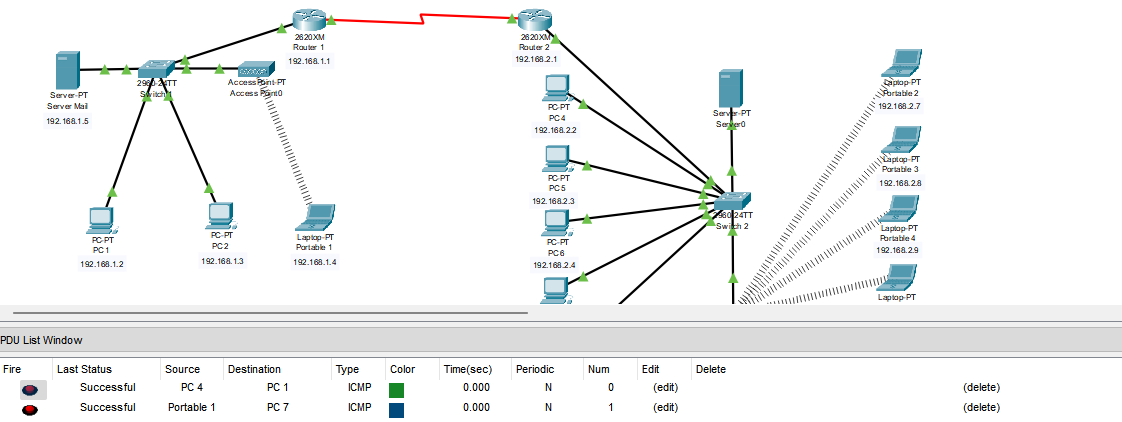 2620XM
Router 1
192.168.1.1
2620XM
Router 2
192.168.2.1
Server-PT
Server Mail
192.168.1.5
2960-24TT
Switch 1
AccessPoint-PT
Access Point0
PC-PT
PC 1
192.168.1.2
PC-PT
PC 2
192.168.1.3
Laptop-PT
Portable 1
192.168.1.4
PC-PT
PC 4
192.168.2.2
PC-PT
PC 5
192.168.2.3
PC-PT
PC 6
192.168.2.4
Server-PT
Server0
2960-24TT
Switch 2
Laptop-PT
Portable 2
192.168.2.7
Laptop-PT
Portable 3
192.168.2.8
Laptop-PT
Portable 4
192.168.2.9
Laptop-PT
PDU List Window
Fire Last Status Source Destination Type Color Time(sec) Periodic Num Edit Delete
Successful PC 4 PC 1 ICMP 0.000 N 0 (edit) (delete)
Successful Portable 1 PC 7 ICMP 0.000 N 1 (edit) (delete)